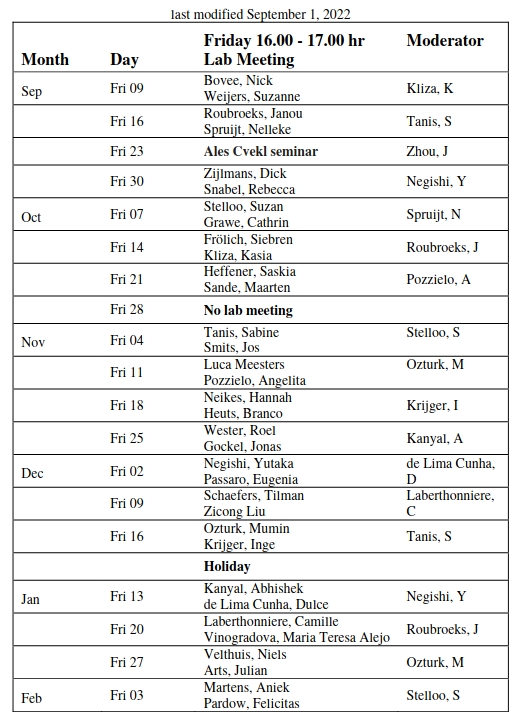 last modified September 1, 2022
Friday 16.00 - 17.00 hr Moderator
Month Day Lab Meeting
Sep Fri 09 Bovee, Nick
Weijers, Suzanne Kliza, K
Fri 16 Roubroeks, Janou
Spruijt, Nelleke Tanis, S
Fri 23 Ales Cvekl seminar Zhou, J
Fri 30 Zijlmans, Dick
Snabel, Rebecca Negishi, Y
Oct Fri 07 Stelloo, Suzan
Grawe, Cathrin Spruijt, N
Fri 14 Frölich, Siebren
Kliza, Kasia Roubroeks, J
Fri 21 Heffener, Saskia
Sande, Maarten Pozzielo, A
Fri 28 No lab meeting
Nov Fri 04 Tanis, Sabine Stelloo, S
Smits, Jos
Fri 11 Luca Meesters Ozturk, M
Pozzielo, Angelita
Fri 18 Neikes, Hannah
Heuts, Branco Krijger, I
Fri 25 Wester, Roel
Gockel, Jonas Kanyal, A
Dec Fri 02 Negishi, Yutaka de Lima Cunha,
Passaro, Eugenia D
Fri 09 Schaefers, Tilman Laberthonniere,
Zicong Liu C
Fri 16 Ozturk, Mumin
Krijger, Inge Tanis, S
Holiday
Jan Fri 13 Kanyal, Abhishek
de Lima Cunha, Dulce Negishi, Y
Fri 20 Laberthonniere, Camille
Vinogradova, Maria Teresa Alejo Roubroeks, J
Fri 27 Velthuis, Niels
Arts, Julian Ozturk, M
Feb Fri 03 Martens, Aniek
Pardow, Felicitas Stelloo, S